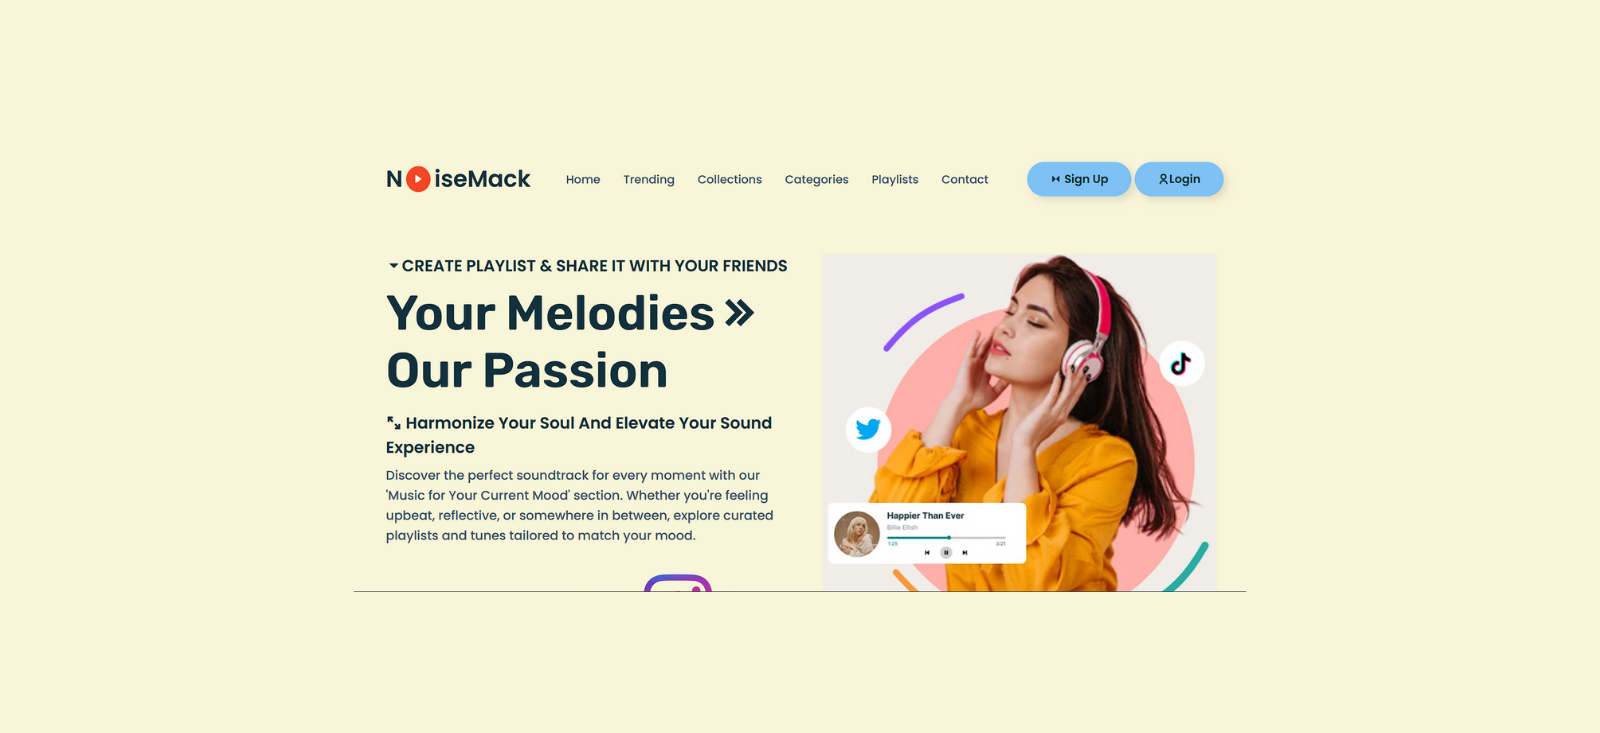 NoiseMack
Home
Trending
Collections
Categories
Playlists
Contact
Sign Up
Login
CREATE PLAYLIST & SHARE IT WITH YOUR FRIENDS
Your Melodies
Our Passion
Harmonize Your Soul And Elevate Your Sound
Experience
Discover the perfect soundtrack for every moment with our
'Music for Your Current Mood' section. Whether you're feeling
upbeat, reflective, or somewhere in between, explore curated
playlists and tunes tailored to match your mood.
Happier Than Ever
Billie Eilish
1:25
3:21